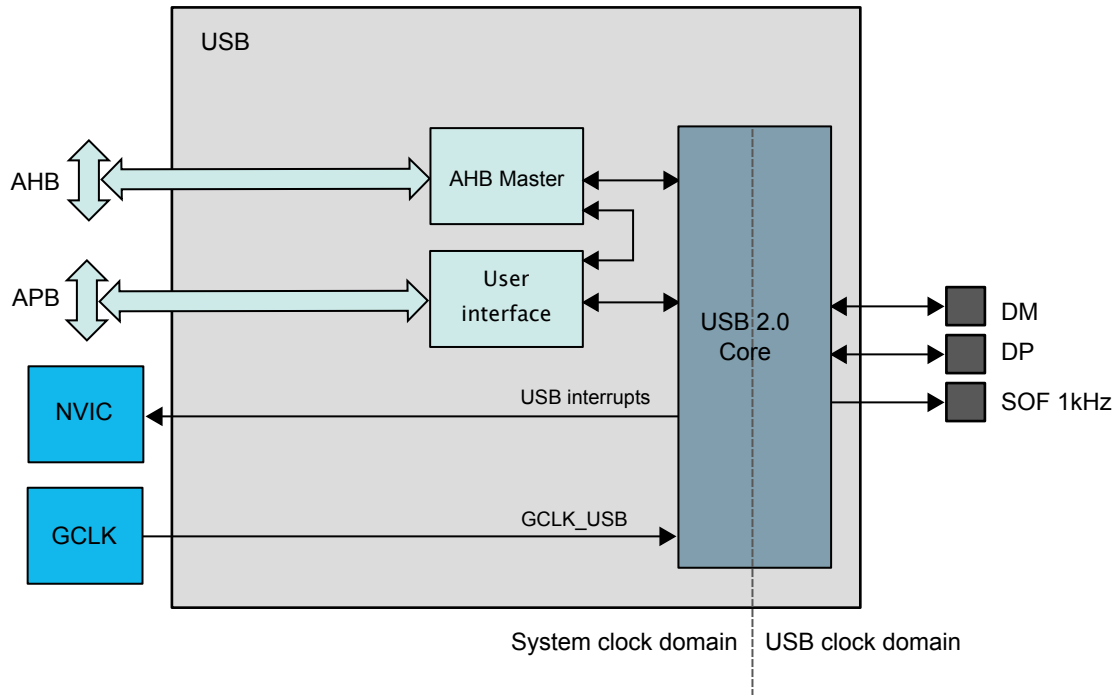 USB
AHB
AHB Master
APB
User
interface
USB 2.0
Core
DM
DP
SOF 1kHz
NVIC
USB interrupts
GCLK
GCLK_USB
System clock domain
USB clock domain